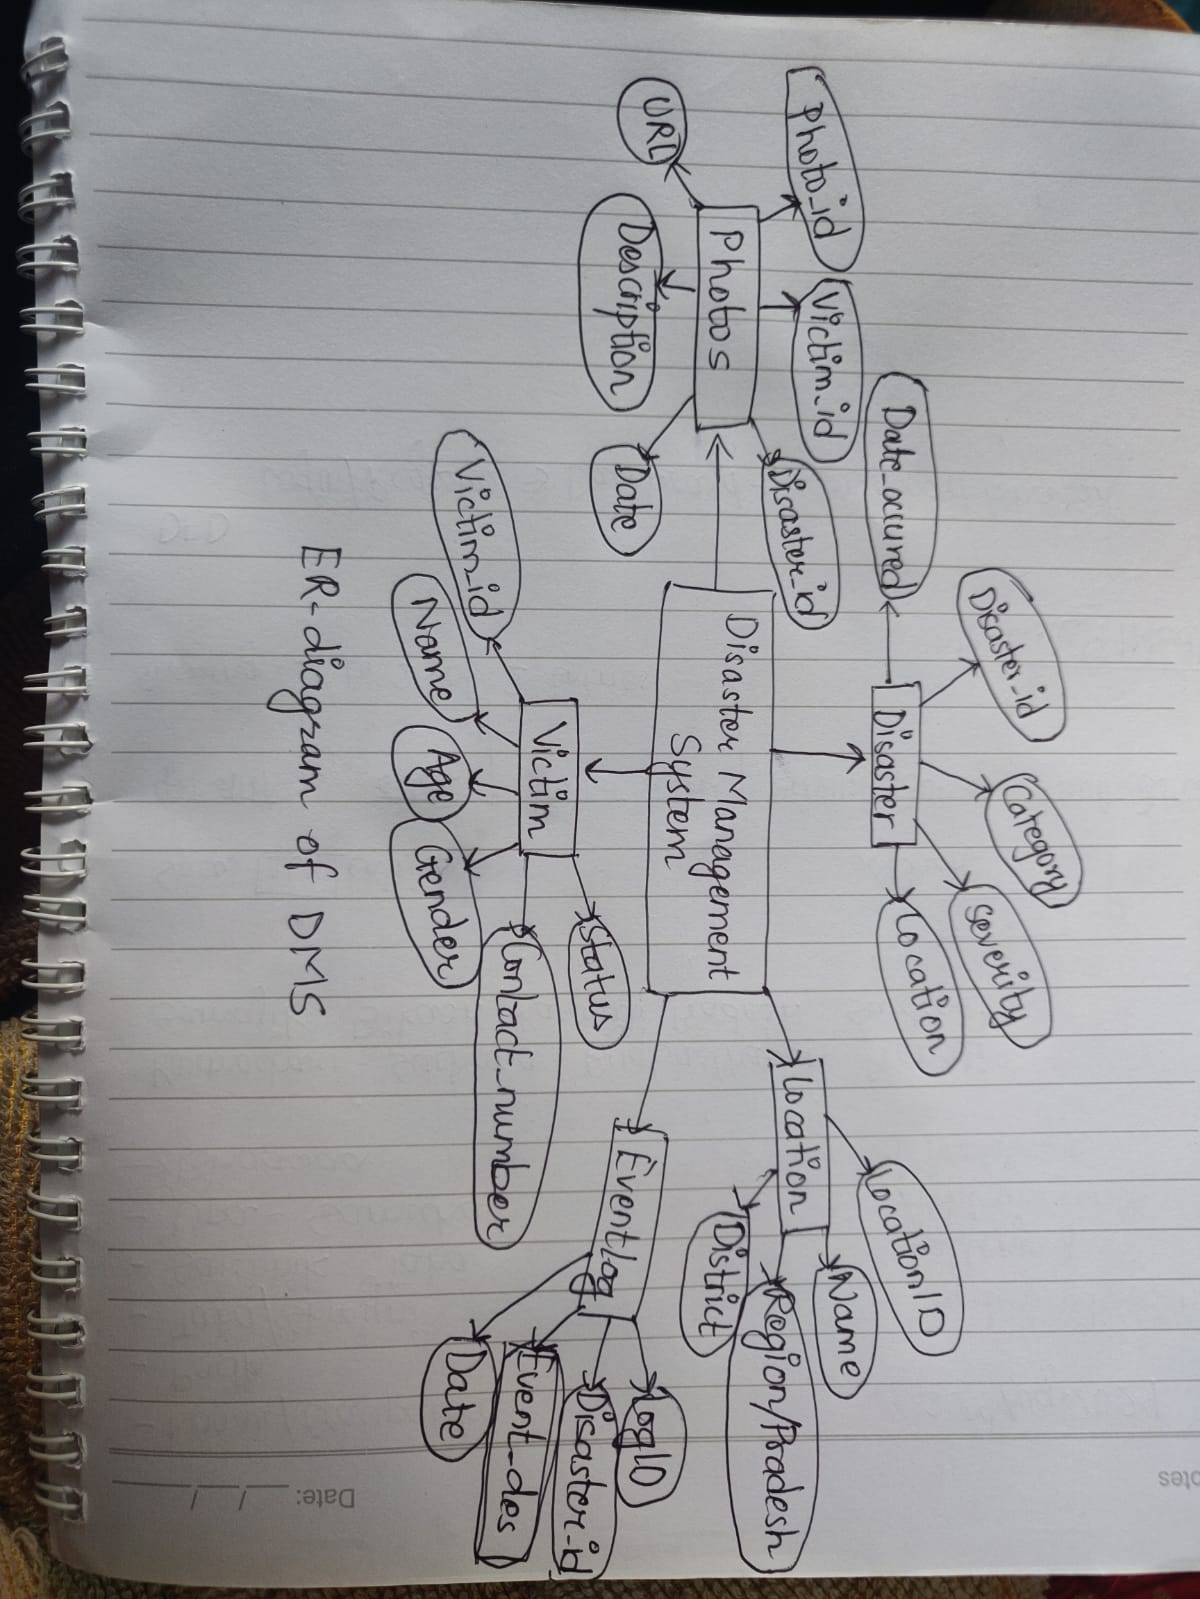 otes
Disaster_id
Category
Severity
Location
Date_occured
Disaster
LocationID
Name
Location
Region/Pradesh
District
Photo_id
Victim_id
Disaster_id
Photos
URL
Description
Date
Disaster Management
System
Eventlog
LogID
Disaster_id
Event_des
Date
Status
Victim
Contact_number
Victim_id
Name
Age
Gender
ER-diagram of DMS
Date: __/__/__